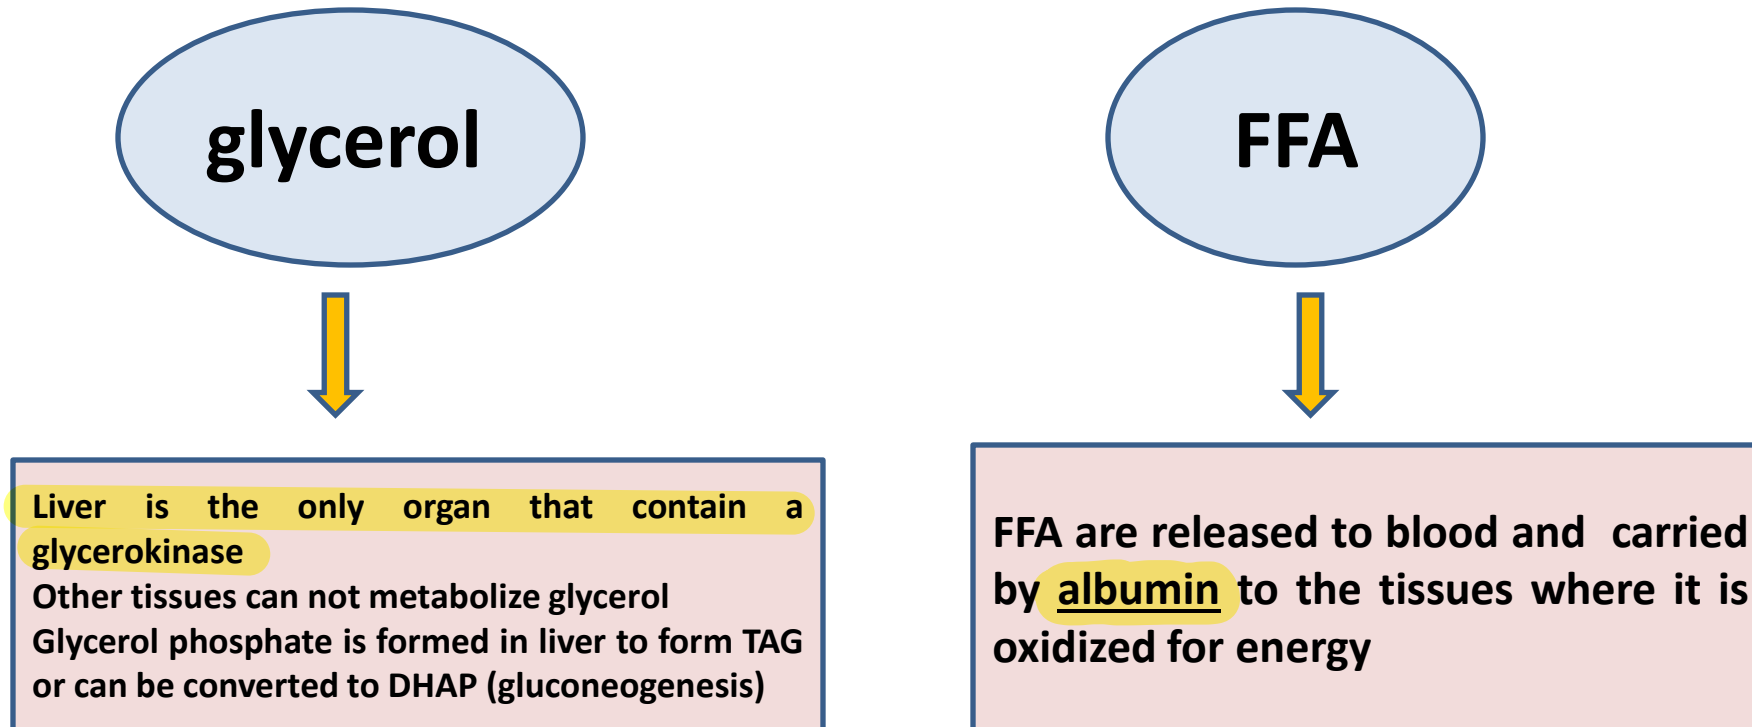 glycerol
Liver is the only organ that contain a
glycerokinase
Other tissues can not metabolize glycerol
Glycerol phosphate is formed in liver to form TAG
or can be converted to DHAP (gluconeogenesis)
FFA
FFA are released to blood and carried
by albumin to the tissues where it is
oxidized for energy